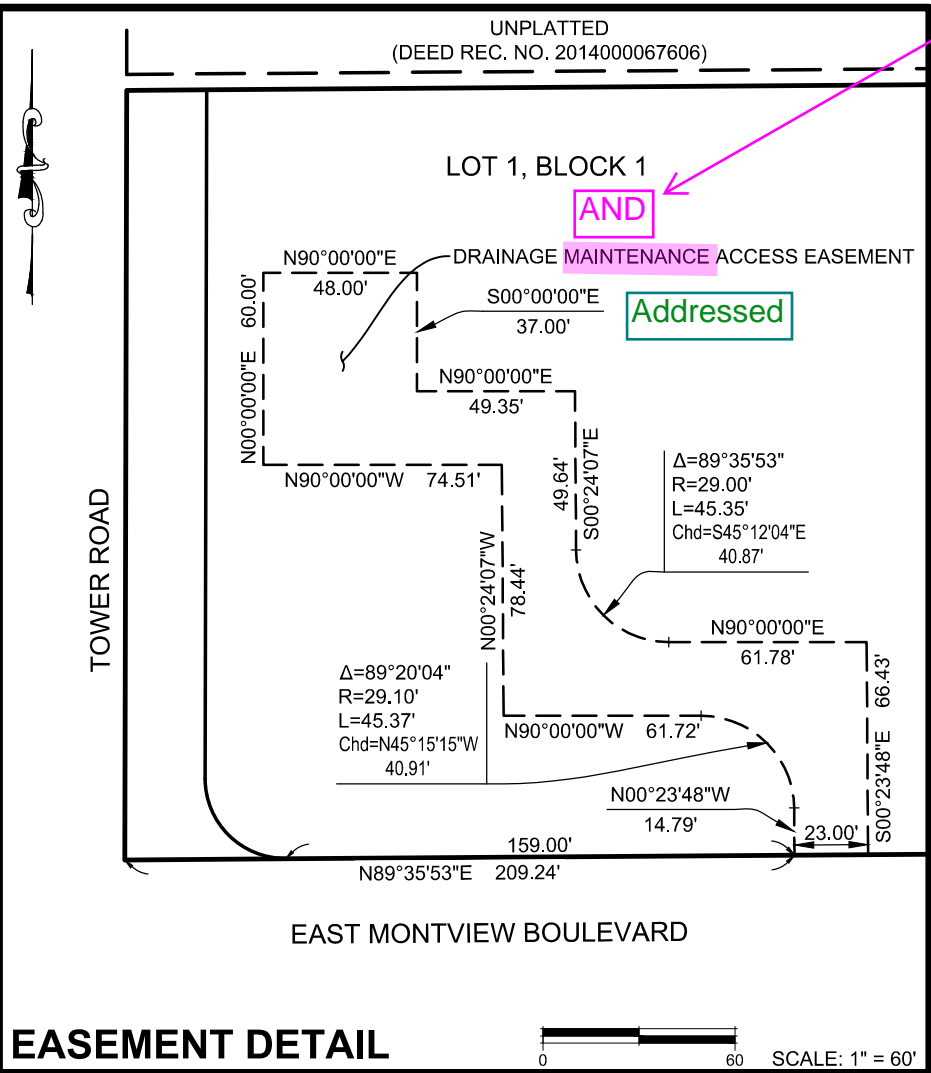 UNPLATTED
(DEED REC. NO. 2014000067606)
LOT 1, BLOCK 1
AND
DRAINAGE MAINTENANCE ACCESS EASEMENT
N90°00'00"E
48.00'
S00°00'00"E
37.00'
Addressed
N00°00'00"E 60.00'
N90°00'00"E
49.35'
N90°00'00"W 74.51'
49.64'
S00°24'07"E
Δ=89°35'53"
R=29.00'
L=45.35'
Chd=S45°12'04"E
40.87'
TOWER ROAD
N00°24'07"W
78.44'
N90°00'00"E
61.78'
Δ=89°20'04"
R=29.10'
L=45.37'
Chd=N45°15'15"W
40.91'
N90°00'00"W 61.72'
S00°23'48"E 66.43'
N00°23'48"W
14.79'
23.00'
159.00'
N89°35'53"E 209.24'
EAST MONTVIEW BOULEVARD
EASEMENT DETAIL
0 60 SCALE: 1" = 60'